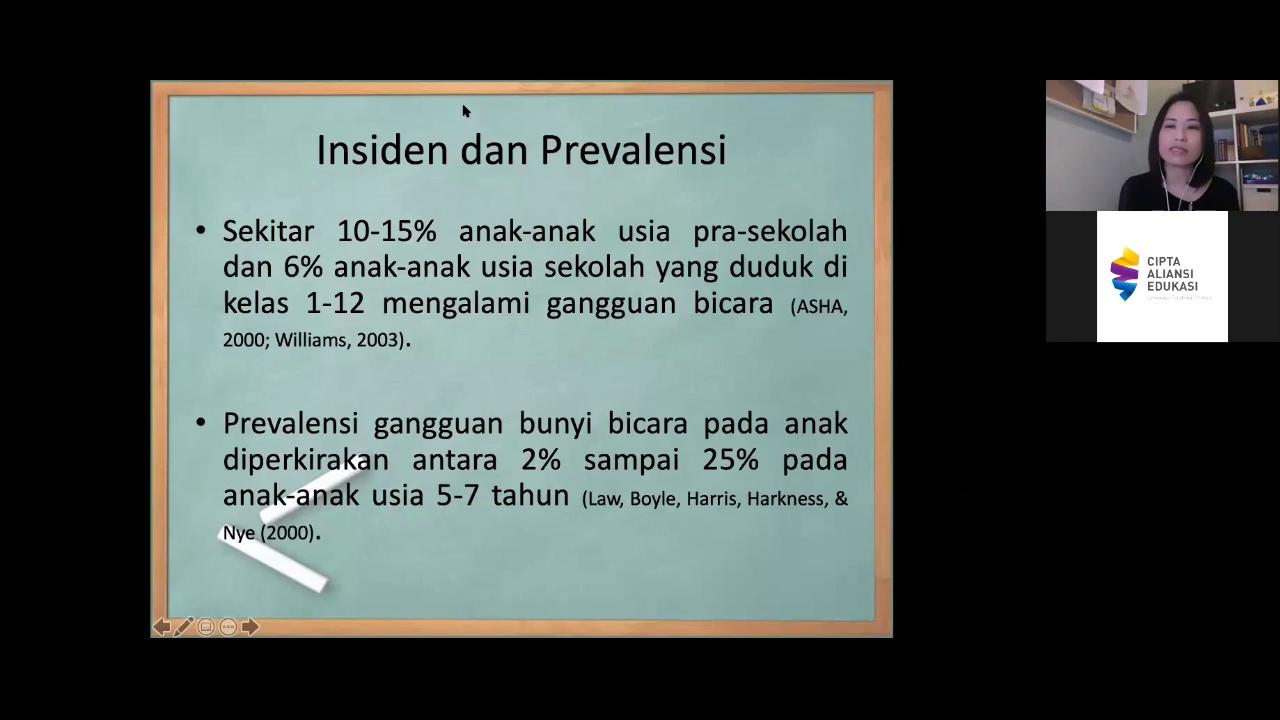 Insiden dan Prevalensi
• Sekitar 10-15% anak-anak usia pra-sekolah
dan 6% anak-anak usia sekolah yang duduk di
kelas 1-12 mengalami gangguan bicara (ASHA,
2000; Williams, 2003).
• Prevalensi gangguan bunyi bicara pada anak
diperkirakan antara 2% sampai 25% pada
anak-anak usia 5-7 tahun (Law, Boyle, Harris, Harkness, &
Nye (2000).
CIPTA
ALIANSI
EDUKASI